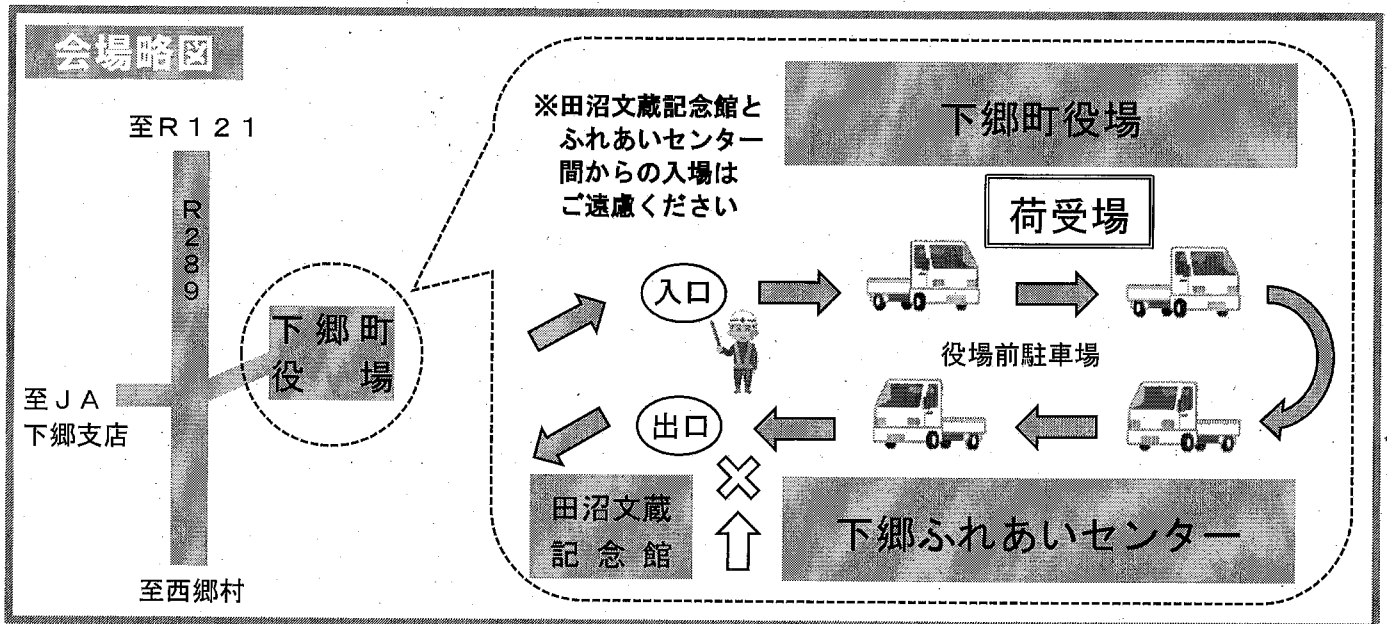 会場略図
至R121
R289
下郷町
役場
至JA
下郷支店
至西郷村
※田沼文蔵記念館と
ふれあいセンター
間からの入場は
ご遠慮ください
下郷町役場
荷受場
入口
役場前駐車場
出口
田沼文蔵
記念館
下郷ふれあいセンター